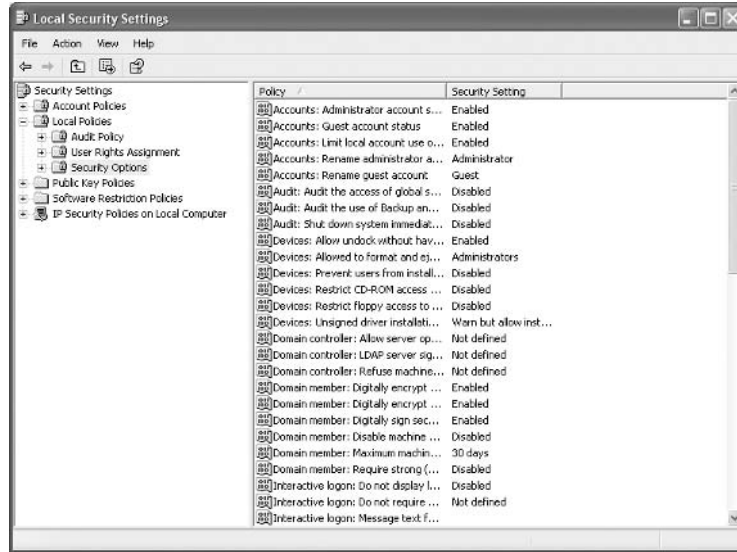 Local Security Settings
File Action View Help
Security Settings
Account Policies
Local Policies
Audit Policy
User Rights Assignment
Security Options
Public Key Policies
Software Restriction Policies
IP Security Policies on Local Computer
Policy Security Setting
Accounts: Administrator account s... Enabled
Accounts: Guest account status Enabled
Accounts: Limit local account use o... Enabled
Accounts: Rename administrator a... Administrator
Accounts: Rename guest account Guest
Audit: Audit the access of global s... Disabled
Audit: Audit the use of Backup an... Disabled
Audit: Shut down system immediat... Disabled
Devices: Allow undock without hav... Enabled
Devices: Allowed to format and ej... Administrators
Devices: Prevent users from install... Disabled
Devices: Restrict CD-ROM access ... Disabled
Devices: Restrict floppy access to ... Disabled
Devices: Unsigned driver installati... Warn but allow inst...
Domain controller: Allow server op... Not defined
Domain controller: LDAP server sig... Not defined
Domain controller: Refuse machine... Not defined
Domain member: Digitally encrypt ... Enabled
Domain member: Digitally encrypt ... Enabled
Domain member: Digitally sign sec... Enabled
Domain member: Disable machine ... Disabled
Domain member: Maximum machin... 30 days
Domain member: Require strong (... Disabled
Interactive logon: Do not display l... Disabled
Interactive logon: Do not require ... Not defined
Interactive logon: Message text f...